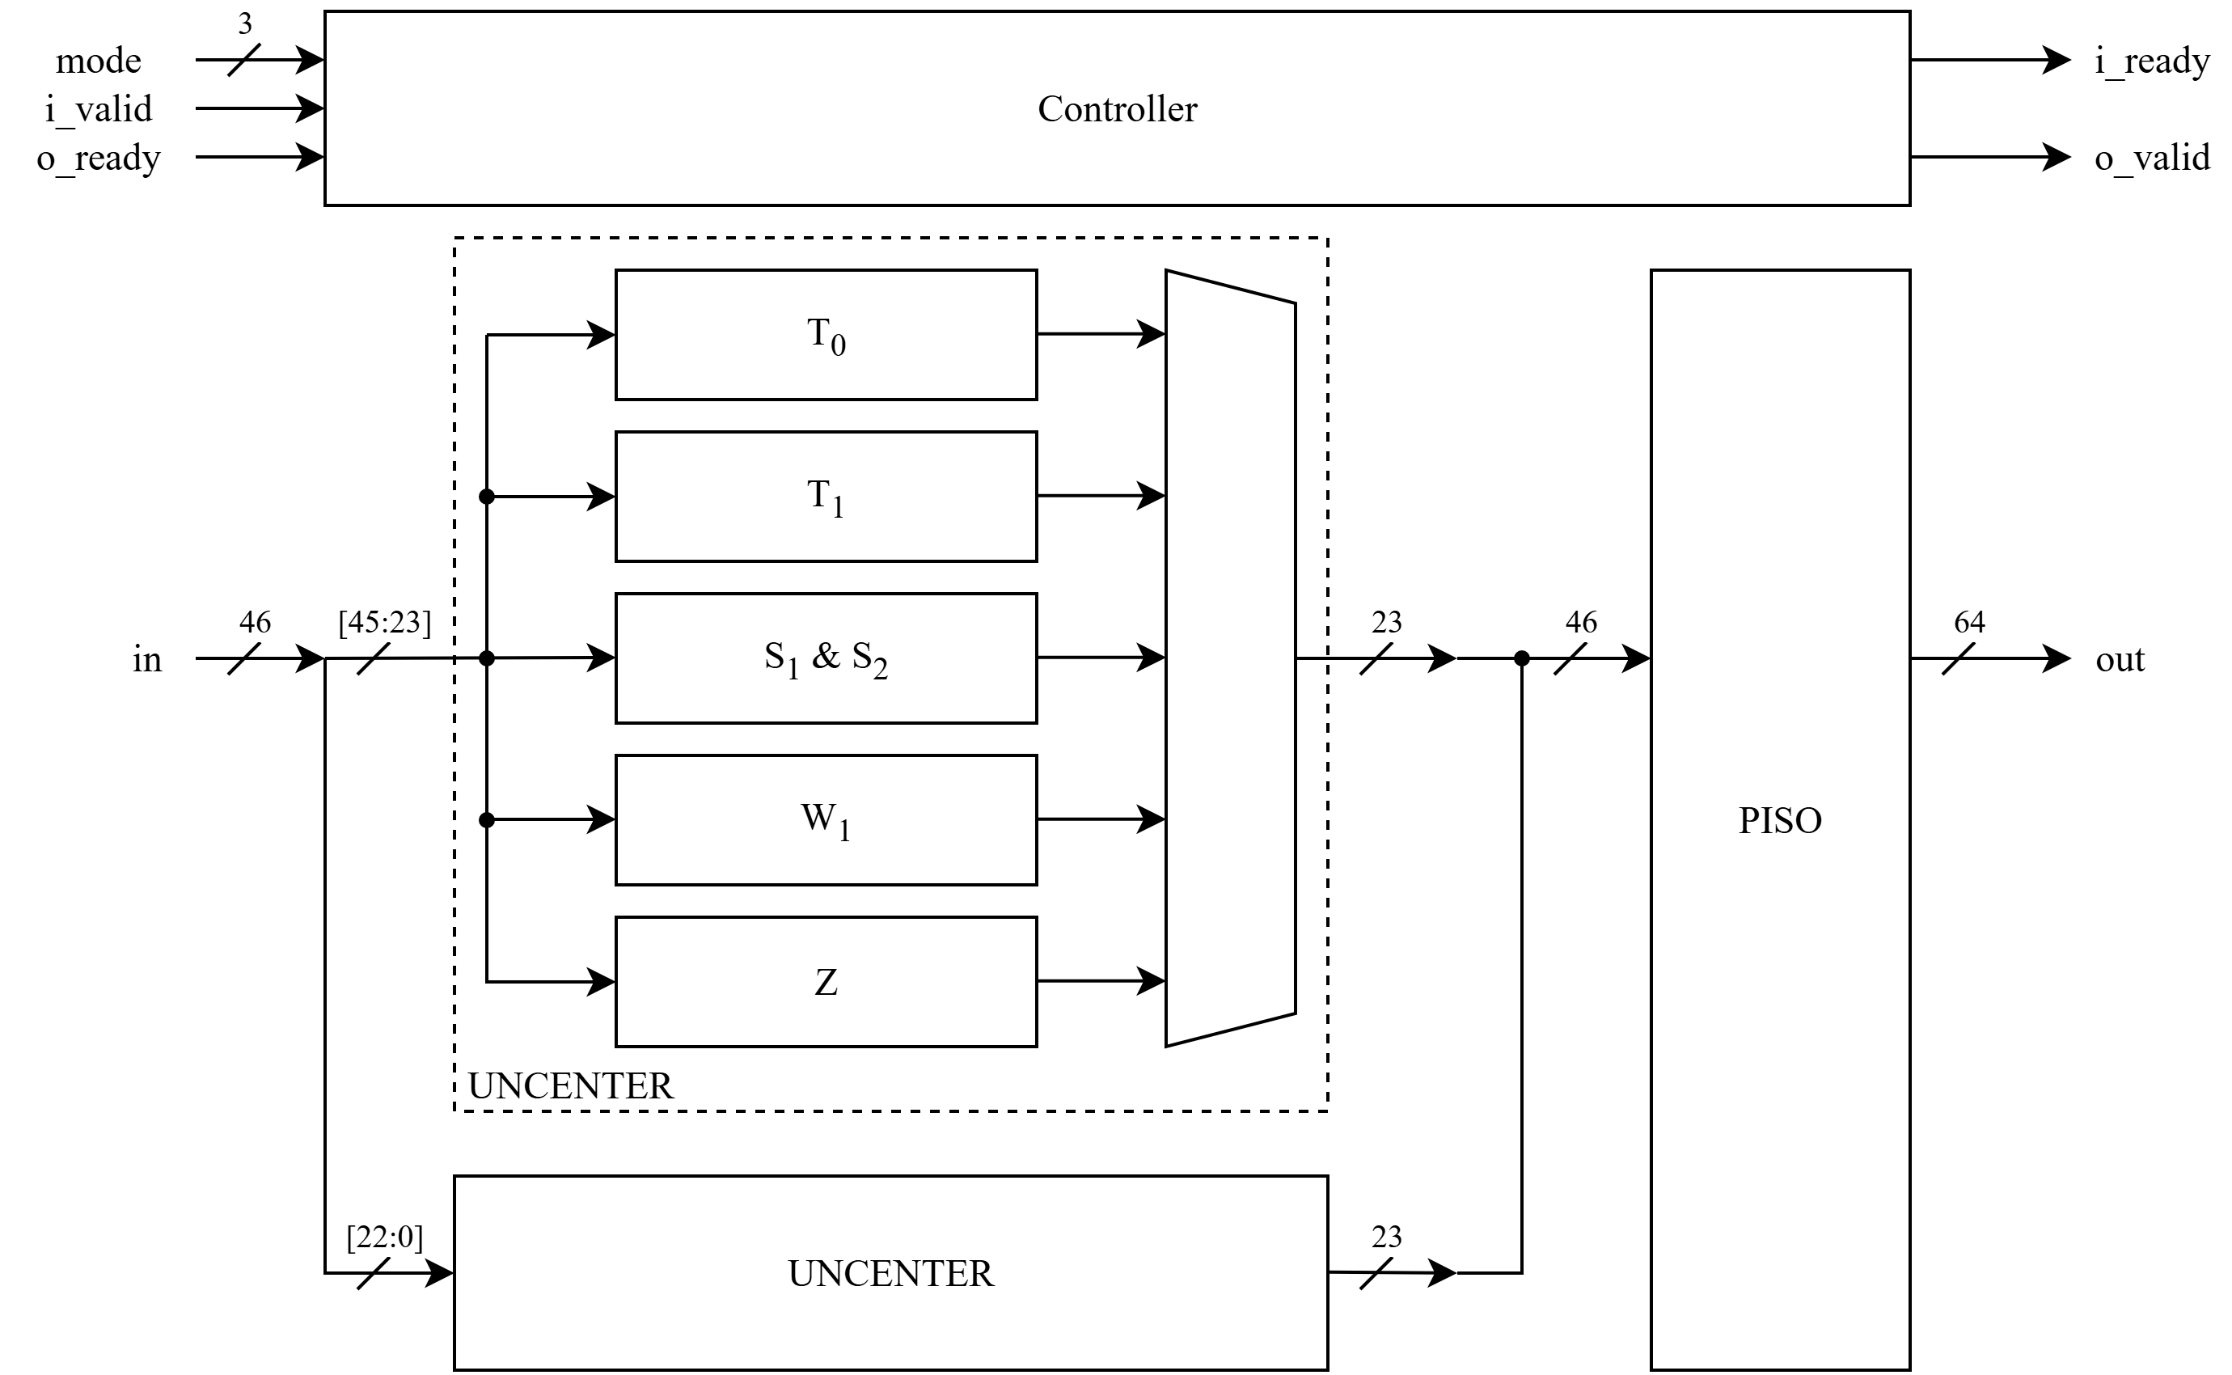 3
mode
i_valid
o_ready
Controller
i_ready
o_valid
T0
T1
in
46
[45:23]
S1 & S2
23
46
64
out
W1
PISO
Z
UNCENTER
[22:0]
UNCENTER
23